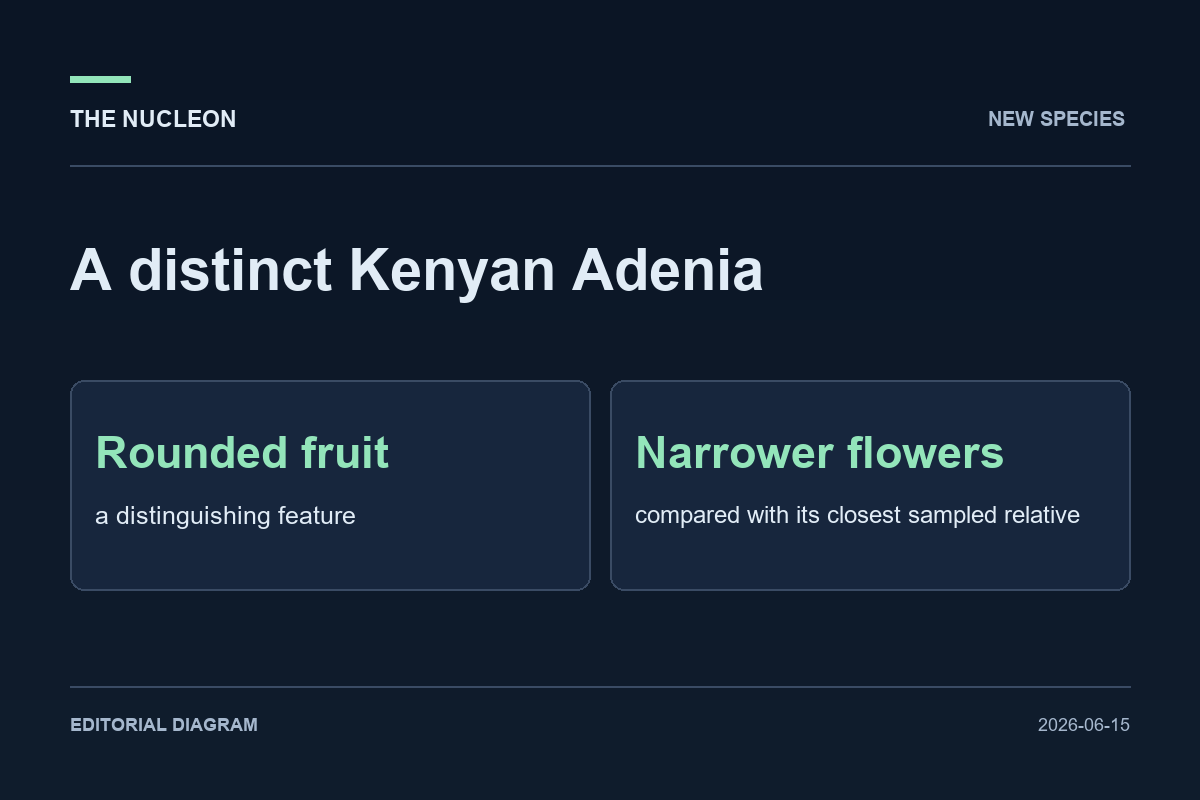 THE NUCLEON
NEW SPECIES
A distinct Kenyan Adenia
Rounded fruit
a distinguishing feature
Narrower flowers
compared with its closest sampled relative
EDITORIAL DIAGRAM
2026-06-15